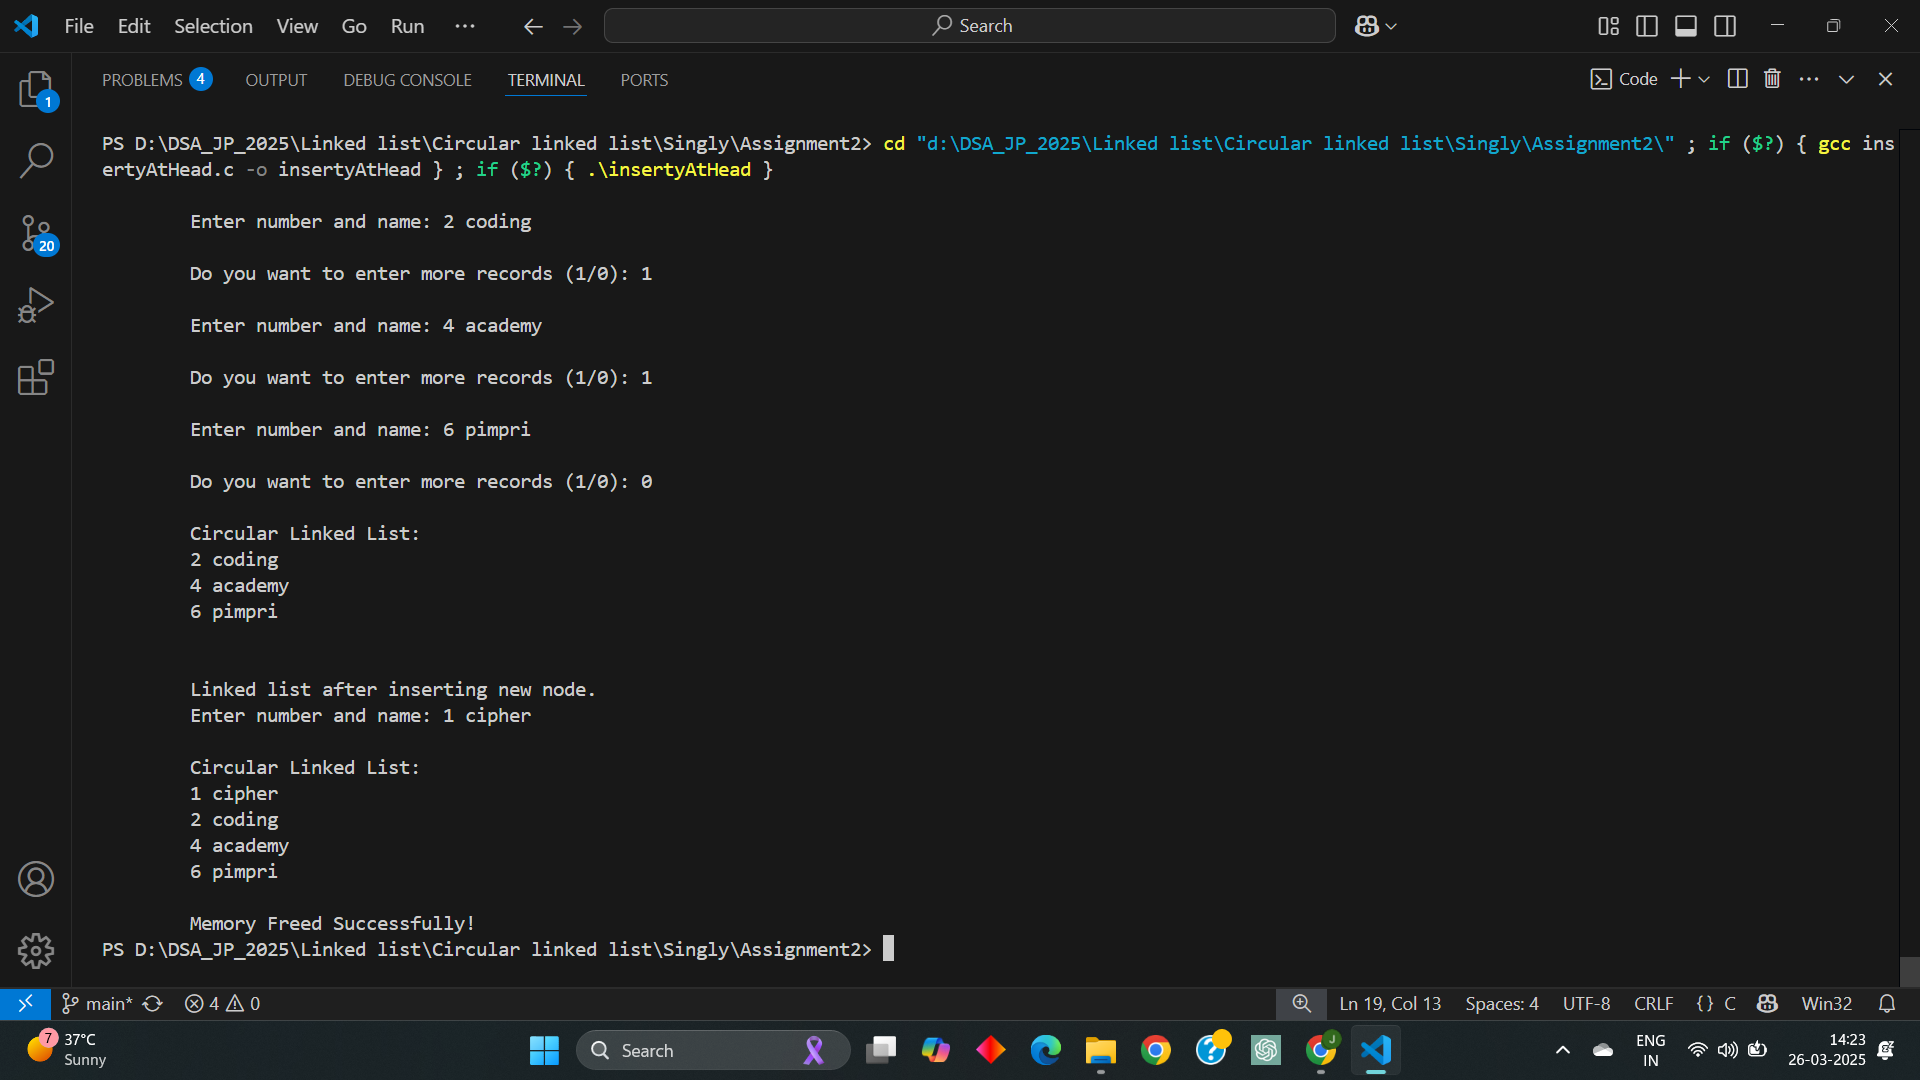 File Edit Selection View Go Run ··· Search
PROBLEMS 4 OUTPUT DEBUG CONSOLE TERMINAL PORTS Code
1
20
PS D:\DSA_JP_2025\Linked list\Circular linked list\Singly\Assignment2> cd "d:\DSA_JP_2025\Linked list\Circular linked list\Singly\Assignment2\" ; if ($?) { gcc ins
ertyAtHead.c -o insertyAtHead } ; if ($?) { .\insertyAtHead }
Enter number and name: 2 coding
Do you want to enter more records (1/0): 1
Enter number and name: 4 academy
Do you want to enter more records (1/0): 1
Enter number and name: 6 pimpri
Do you want to enter more records (1/0): 0
Circular Linked List:
2 coding
4 academy
6 pimpri
Linked list after inserting new node.
Enter number and name: 1 cipher
Circular Linked List:
1 cipher
2 coding
4 academy
6 pimpri
Memory Freed Successfully!
PS D:\DSA_JP_2025\Linked list\Circular linked list\Singly\Assignment2>
main* 4 0 Ln 19, Col 13 Spaces: 4 UTF-8 CRLF {} C Win32
7 37°C
Sunny
Search
J
ENG
IN
14:23
26-03-2025